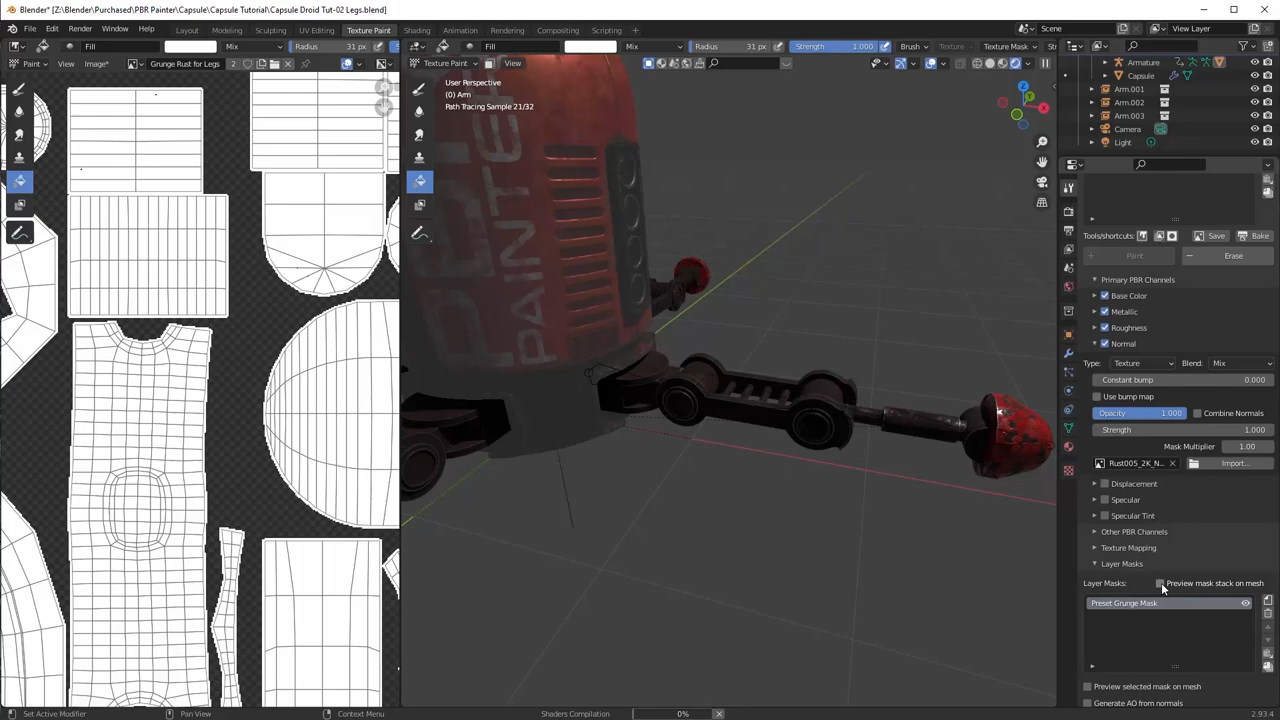 Blender* [Z:\Blender\Purchased\PBR Painter\Capsule\Capsule Tutorial\Capsule Droid Tut-02 Legs.blend]
File Edit Render Window Help Layout Modeling Sculpting UV Editing Texture Paint Shading Animation Rendering Compositing Scripting + Scene View Layer
Fill Mix Radius 31 px Fill Mix Radius 31 px Strength 1.000 Brush Texture Texture Mask
Paint View Image* Grunge Rust for Legs 2 Texture Paint View
User Perspective
(0) Arm
Path Tracing Sample 21/32
PAINTER
Armature
Capsule
Arm.001
Arm.002
Arm.003
Camera
Light
Tools/shortcuts: Save Bake
Paint Erase
Primary PBR Channels
Base Color
Metallic
Roughness
Normal
Type: Texture Blend: Mix
Constant bump 0.000
Use bump map
Opacity 1.000 Combine Normals
Strength 1.000
Mask Multiplier 1.00
Rust005_2K_N... Import...
Displacement
Specular
Specular Tint
Other PBR Channels
Texture Mapping
Layer Masks
Layer Masks: Preview mask stack on mesh
Preset Grunge Mask
Preview selected mask on mesh
Generate AO from normals
Set Active Modifier Pan View Context Menu Shaders Compilation 0% 2.93.4